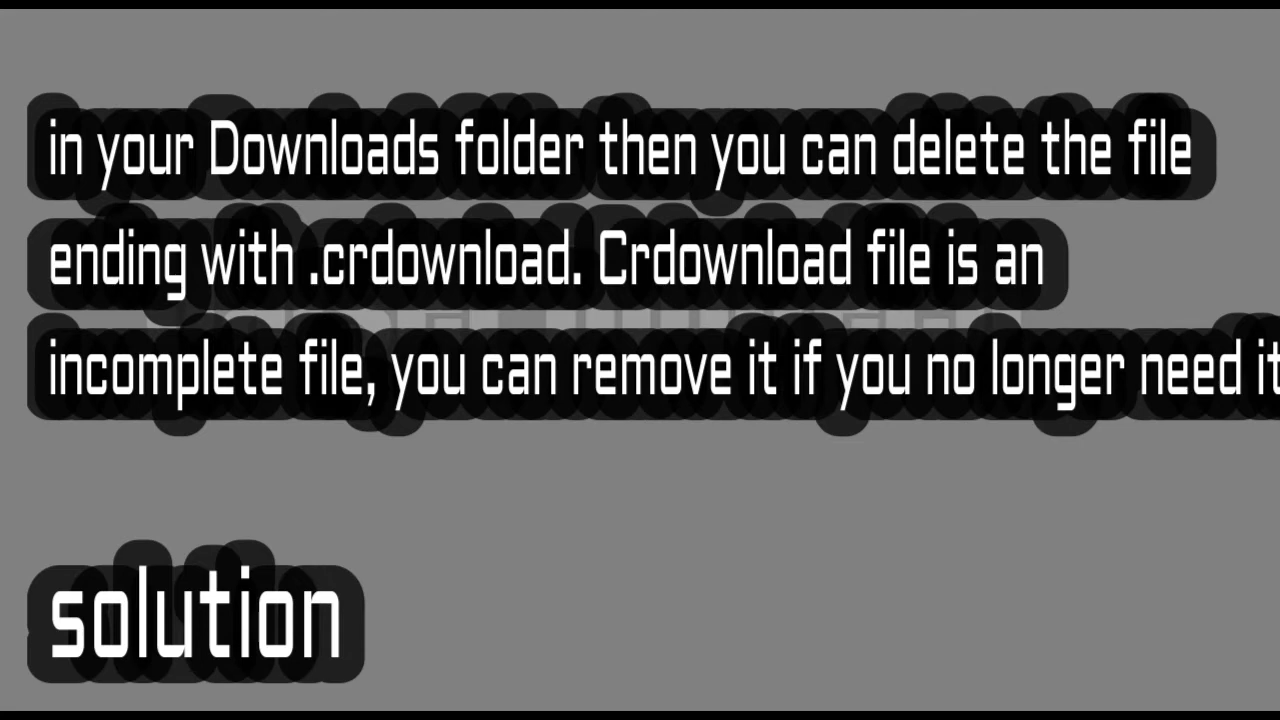 in your Downloads folder then you can delete the file
ending with .crdownload. Crdownload file is an
incomplete file, you can remove it if you no longer need it
solution